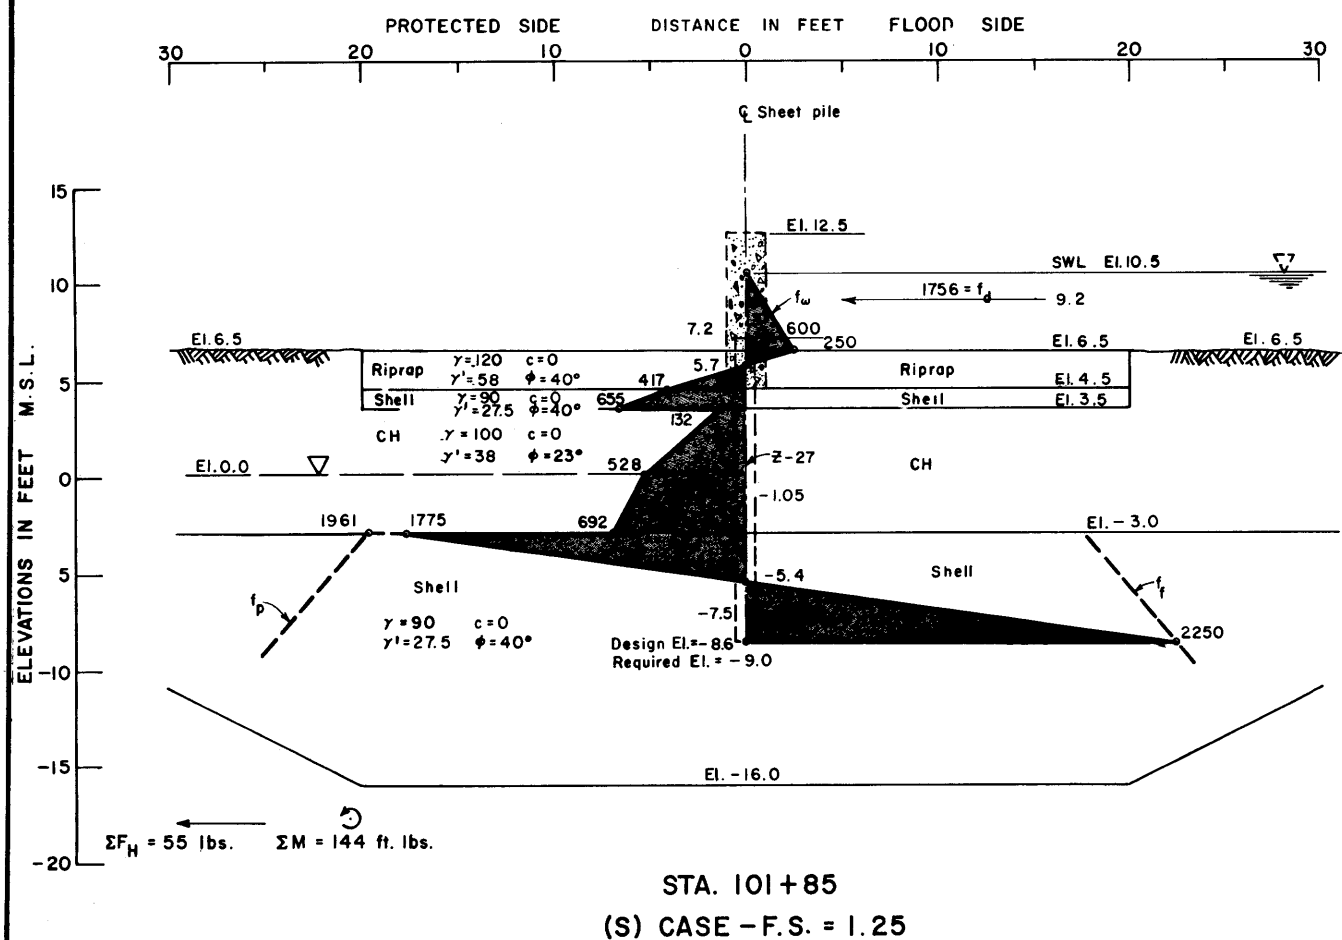 PROTECTED SIDE DISTANCE IN FEET FLOOD SIDE
30 20 10 0 10 20 30
℄ Sheet pile
15
El. 12.5
SWL El. 10.5
10
fω
1756 = fd 9.2
El. 6.5 7.2 600 250 El. 6.5 El. 6.5
Riprap γ=120 c=0 5.7 Riprap
γ'=58 φ=40° 417 El. 4.5
5
Shell γ=90 c=0 655 Shell El. 3.5
γ'=27.5 φ=40° 132
CH γ=100 c=0
γ'=38 φ=23°
El. 0.0 528 Z-27 CH
0
-1.05
1961 1775 692 El. -3.0
5
Shell -5.4 Shell
fp ff
γ=90 c=0 -7.5
γ'=27.5 φ=40° Design El.=-8.6 2250
Required El. = -9.0
-10
-15
El. -16.0
ΣFH = 55 lbs. ΣM = 144 ft. lbs.
-20
ELEVATIONS IN FEET M.S.L.
STA. 101+85
(S) CASE - F.S. = 1.25